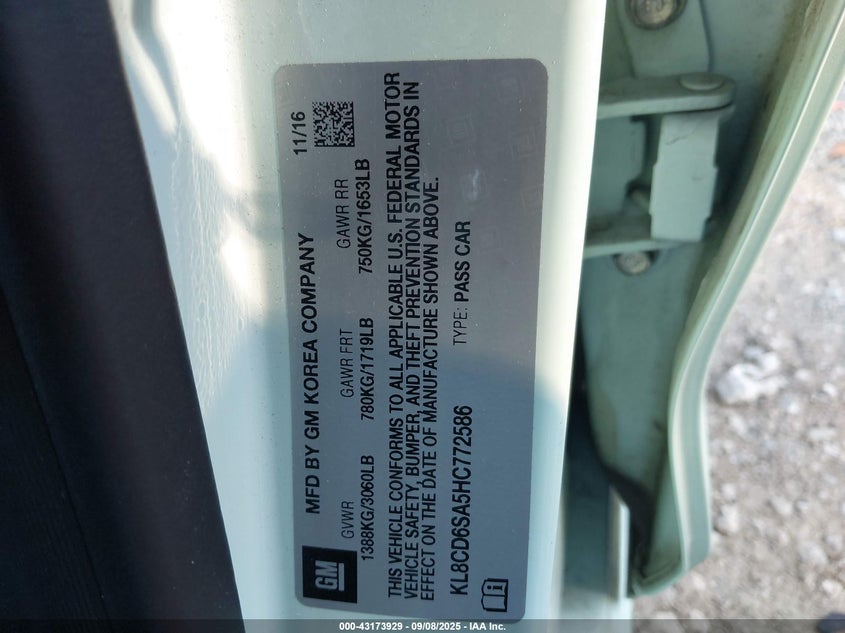 MFD BY GM KOREA COMPANY 11/16
GVWR GAWR FRT GAWR RR
1388KG/3060LB 780KG/1719LB 750KG/1653LB
THIS VEHICLE CONFORMS TO ALL APPLICABLE U.S. FEDERAL MOTOR
VEHICLE SAFETY, BUMPER, AND THEFT PREVENTION STANDARDS IN
EFFECT ON THE DATE OF MANUFACTURE SHOWN ABOVE.
KL8CD6SA5HC772586 TYPE: PASS CAR
GM
000-43173929 - 09/08/2025 - IAA Inc.